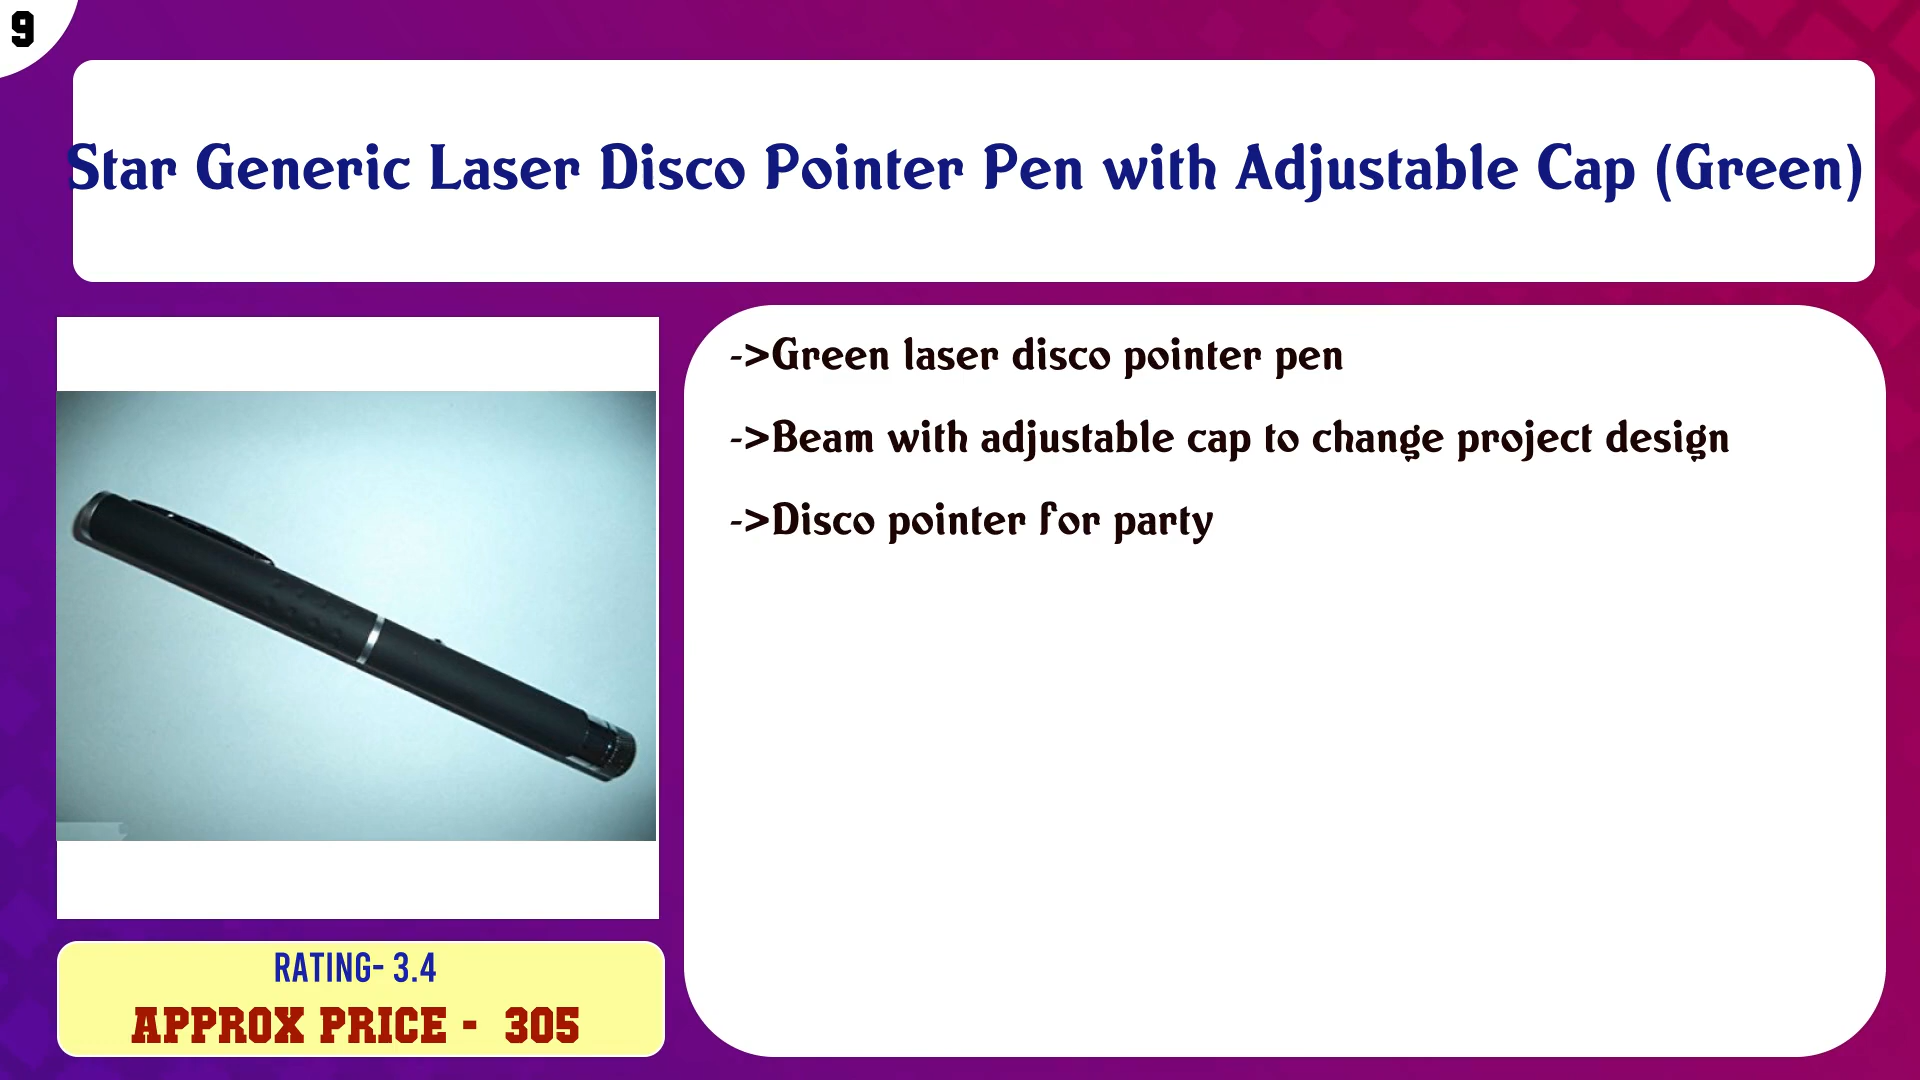 9
Star Generic Laser Disco Pointer Pen with Adjustable Cap (Green)
->Green laser disco pointer pen
->Beam with adjustable cap to change project design
->Disco pointer for party
RATING- 3.4
APPROX PRICE - 305